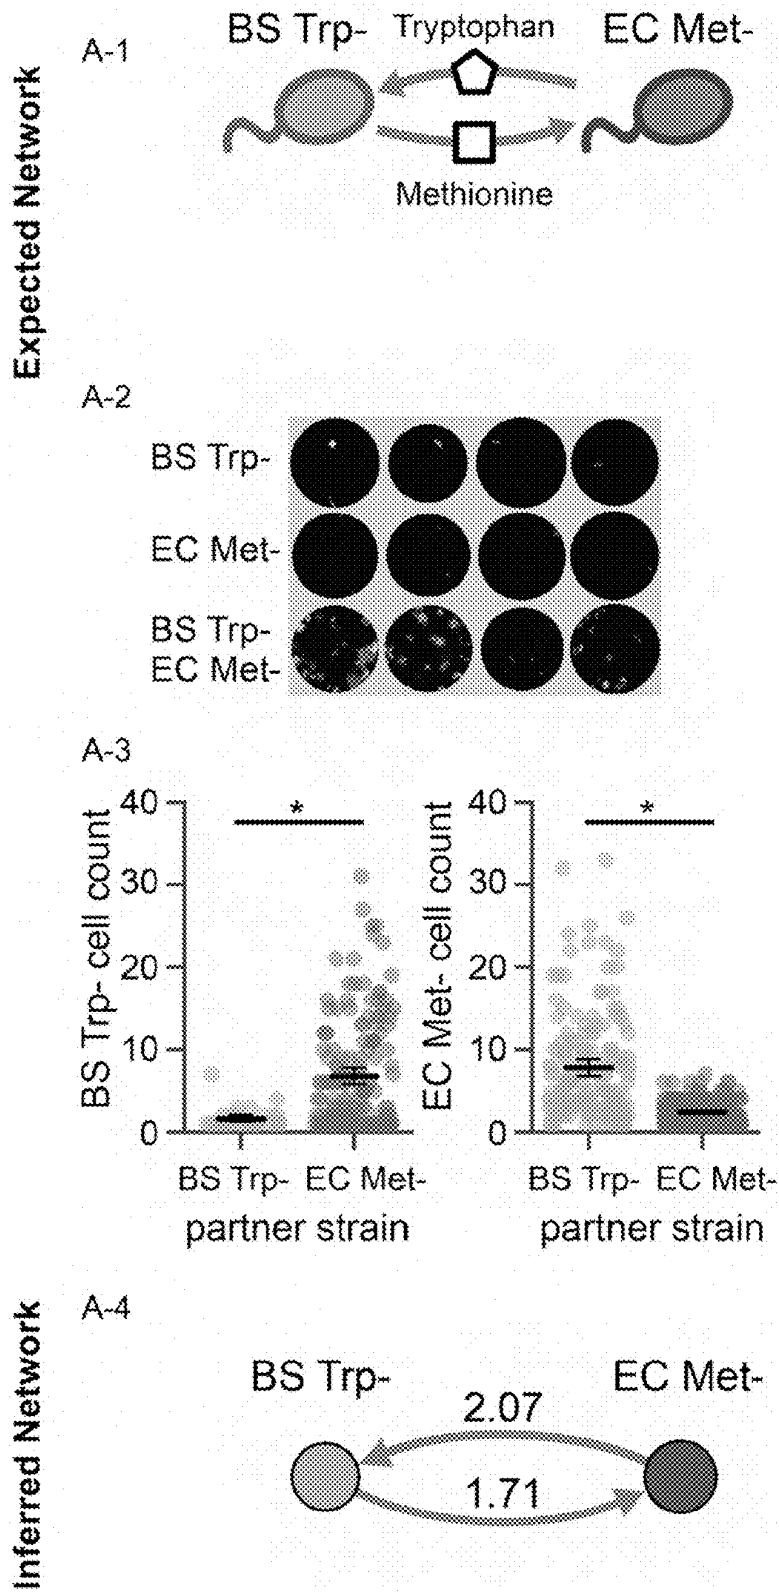 Expected Network
A-1
BS Trp- Tryptophan EC Met-
Methionine
A-2
BS Trp-
EC Met-
BS Trp-
EC Met-
A-3
BS Trp- cell count
40
30
20
10
0
*
BS Trp- EC Met-
partner strain
EC Met- cell count
40
30
20
10
0
*
BS Trp- EC Met-
partner strain
Inferred Network
A-4
BS Trp- EC Met-
2.07
1.71